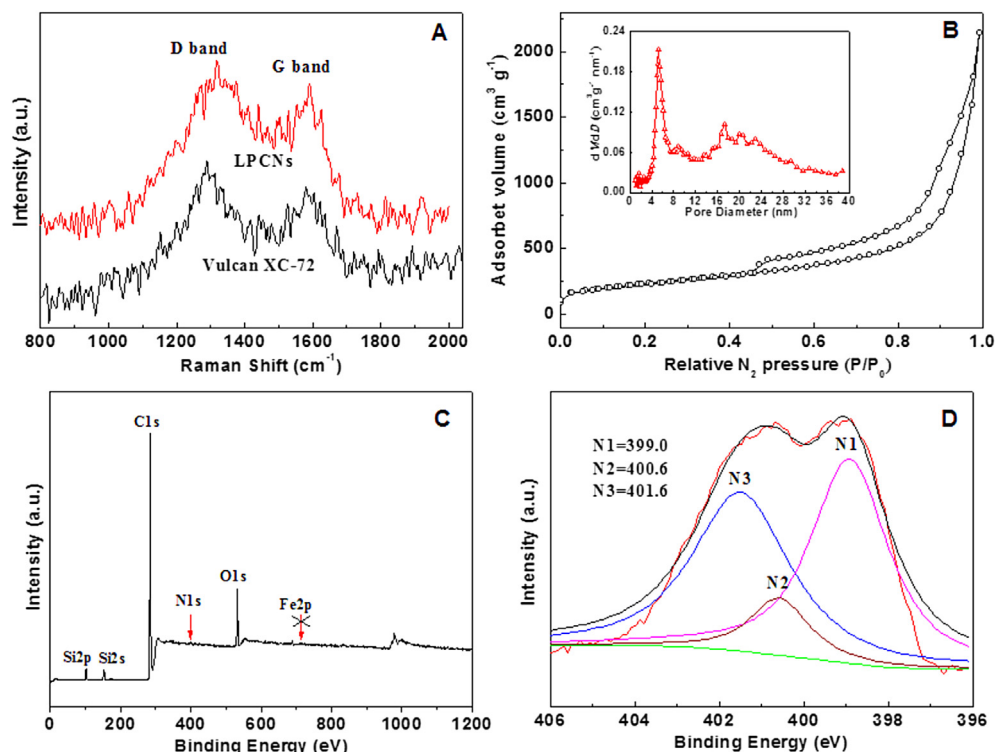 A
D band
G band
LPCNs
Vulcan XC-72
Intensity (a.u.)
800 1000 1200 1400 1600 1800 2000
Raman Shift (cm-1)
B
Adsorbet volume (cm3 g-1)
2000
1500
1000
500
0
0.0 0.2 0.4 0.6 0.8 1.0
Relative N2 pressure (P/P0)
dV/dD (cm3g-1 nm-1)
0.24
0.18
0.12
0.06
0.00
0 4 8 12 16 20 24 28 32 36 40
Pore Diameter (nm)
C
C1s
O1s
N1s
Fe2p
Si2p
Si2s
Intensity (a.u.)
0 200 400 600 800 1000 1200
Binding Energy (eV)
D
N1=399.0
N2=400.6
N3=401.6
N1
N3
N2
Intensity (a.u.)
406 404 402 400 398 396
Binding Energy (eV)